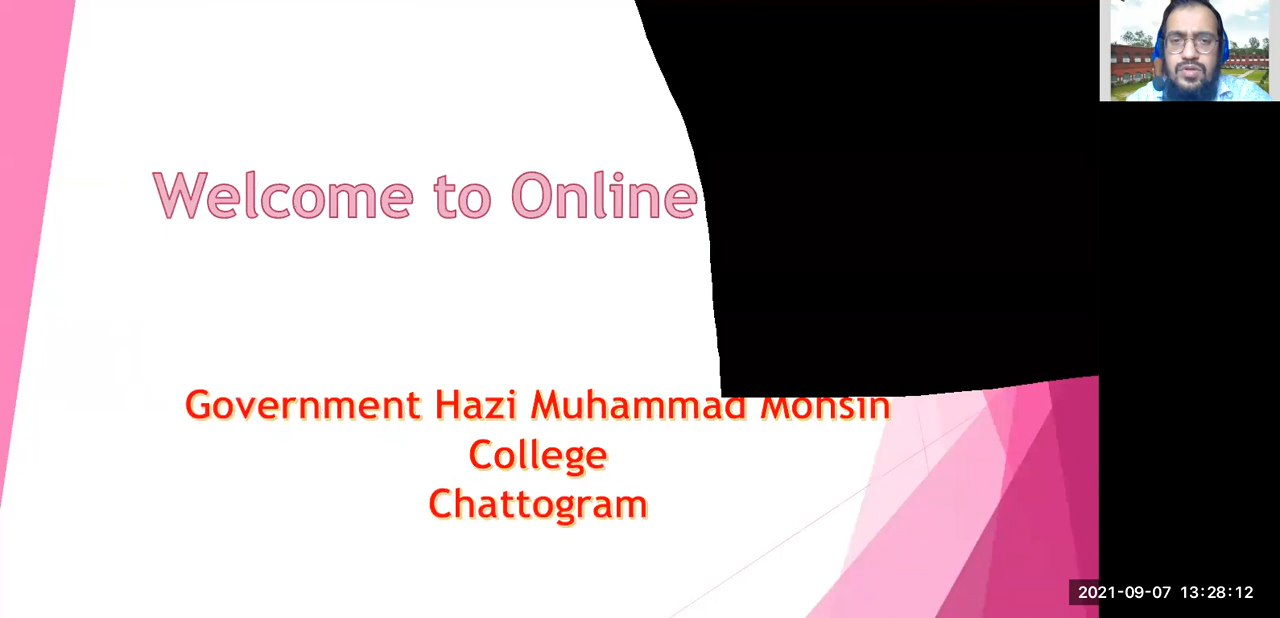 Welcome to Online
Government Hazi Muhammad Mohsin
College
Chattogram
2021-09-07 13:28:12